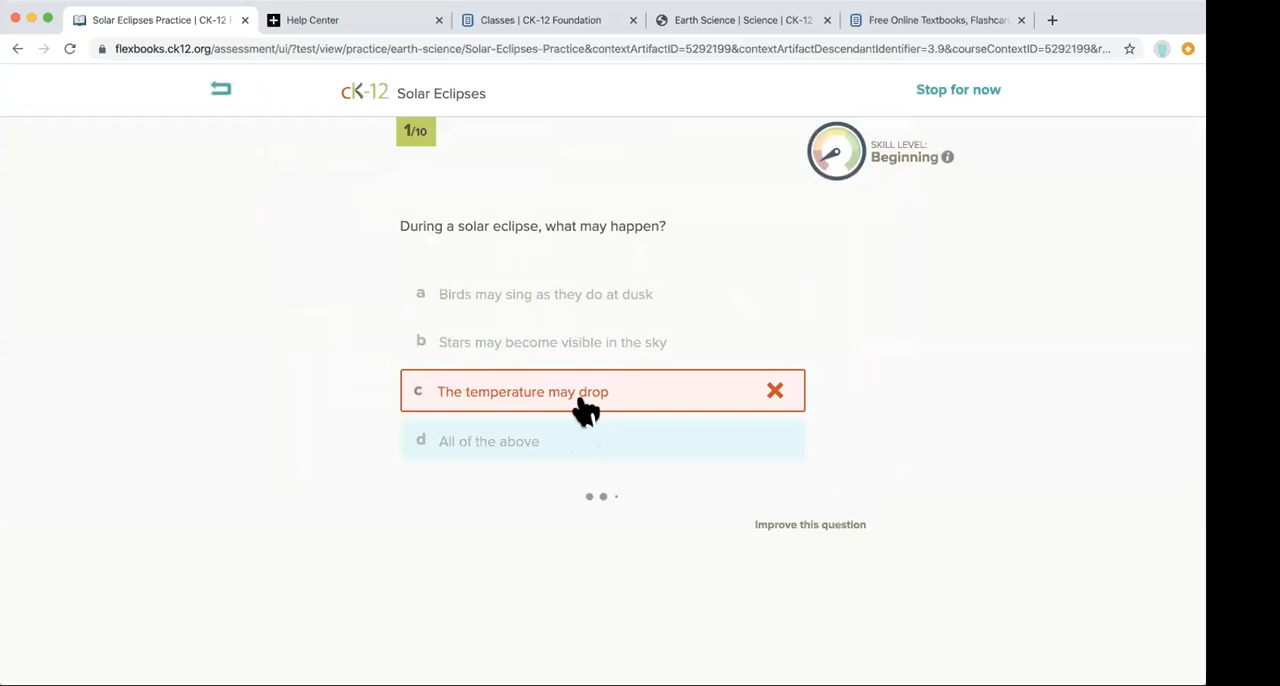 Solar Eclipses Practice | CK-12 F
Help Center
Classes | CK-12 Foundation
Earth Science | Science | CK-12
Free Online Textbooks, Flashcar
flexbooks.ck12.org/assessment/ui/?test/view/practice/earth-science/Solar-Eclipses-Practice&contextArtifactID=5292199&contextArtifactDescendantIdentifier=3.9&courseContextID=5292199&r...
cK-12 Solar Eclipses
Stop for now
1/10
SKILL LEVEL:
Beginning
During a solar eclipse, what may happen?
a Birds may sing as they do at dusk
b Stars may become visible in the sky
c The temperature may drop
d All of the above
Improve this question